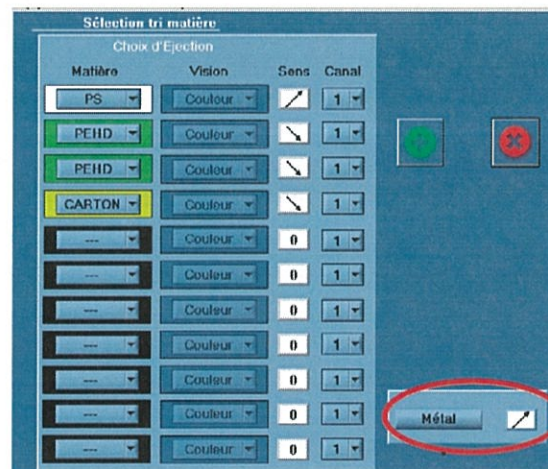 Sélection tri matière
Choix d'Ejection
Matière Vision Sens Canal
PS Couleur 1
PEHD Couleur 1
PEHD Couleur 1
CARTON Couleur 1
--- Couleur 0 1
--- Couleur 0 1
--- Couleur 0 1
--- Couleur 0 1
--- Couleur 0 1
--- Couleur 0 1
--- Couleur 0 1
Métal